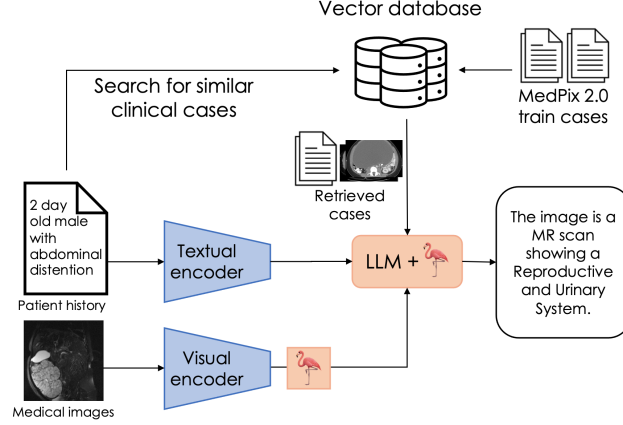 Vector database
Search for similar
clinical cases
MedPix 2.0
train cases
Retrieved
cases
2 day
old male
with
abdominal
distention
Patient history
Textual
encoder
LLM +
The image is a
MR scan
showing a
Reproductive
and Urinary
System.
Visual
encoder
Medical images